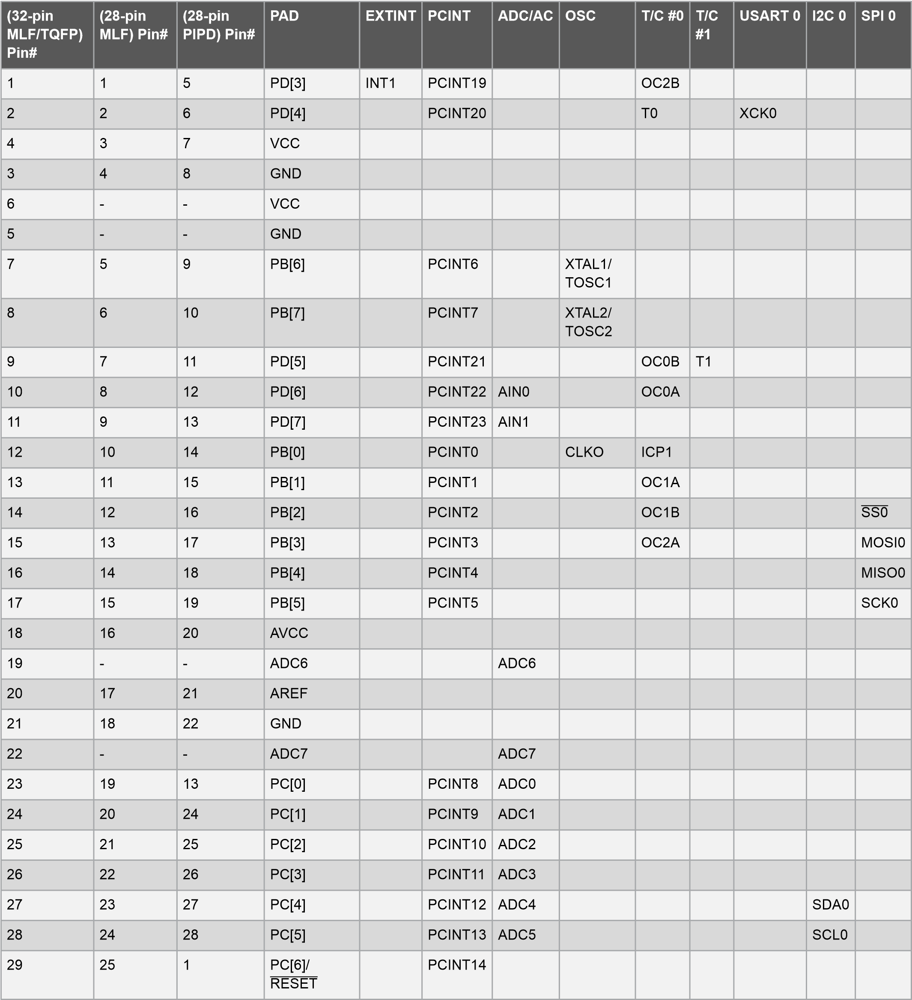 (32-pin MLF/TQFP) Pin# (28-pin MLF) Pin# (28-pin PIPD) Pin# PAD EXTINT PCINT ADC/AC OSC T/C #0 T/C #1 USART 0 I2C 0 SPI 0
1 1 5 PD[3] INT1 PCINT19 OC2B
2 2 6 PD[4] PCINT20 T0 XCK0
4 3 7 VCC
3 4 8 GND
6 - - VCC
5 - - GND
7 5 9 PB[6] PCINT6 XTAL1/TOSC1
8 6 10 PB[7] PCINT7 XTAL2/TOSC2
9 7 11 PD[5] PCINT21 OC0B T1
10 8 12 PD[6] PCINT22 AIN0 OC0A
11 9 13 PD[7] PCINT23 AIN1
12 10 14 PB[0] PCINT0 CLKO ICP1
13 11 15 PB[1] PCINT1 OC1A
14 12 16 PB[2] PCINT2 OC1B SS0
15 13 17 PB[3] PCINT3 OC2A MOSI0
16 14 18 PB[4] PCINT4 MISO0
17 15 19 PB[5] PCINT5 SCK0
18 16 20 AVCC
19 - - ADC6 ADC6
20 17 21 AREF
21 18 22 GND
22 - - ADC7 ADC7
23 19 13 PC[0] PCINT8 ADC0
24 20 24 PC[1] PCINT9 ADC1
25 21 25 PC[2] PCINT10 ADC2
26 22 26 PC[3] PCINT11 ADC3
27 23 27 PC[4] PCINT12 ADC4 SDA0
28 24 28 PC[5] PCINT13 ADC5 SCL0
29 25 1 PC[6]/RESET PCINT14